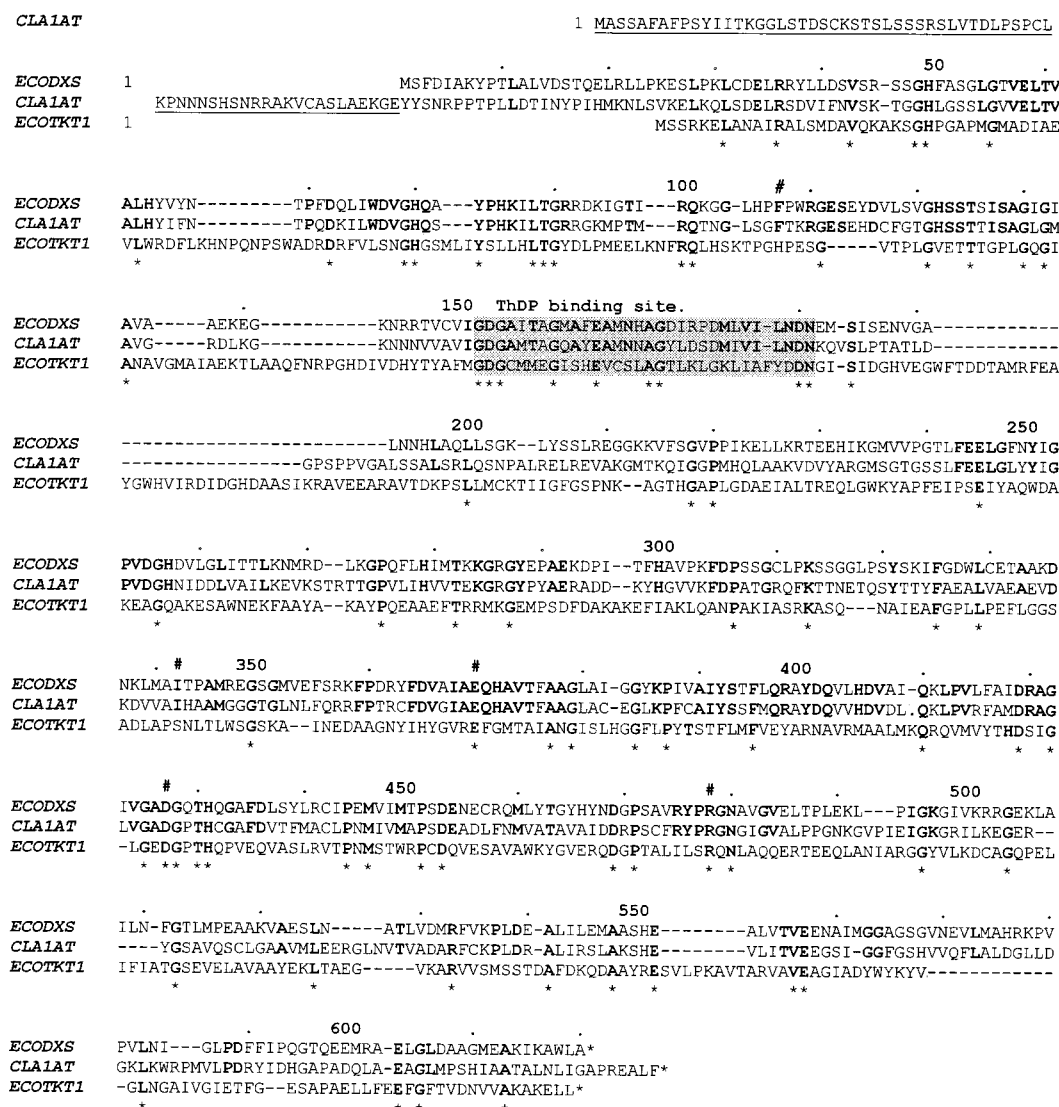 CLA1AT 1 MASSAFAFPSYIITKGGLSTDSCKSTSLSSSRSLVTDLPSPCL
. . . 50 .
ECODXS 1 MSFDIAKYPTLALVDSTQELRLLPKESLPKLCDELRRYLLDSVSR-SSGHFASGLGTVELTV
CLA1AT KPNNNSHSNRRAKVCASLAEKGEYYSNRPPTPLLDTINYPIHMKNLSVKELKQLSDELRSDVIFNVSK-TGGHLGSSLGVVELTV
ECOTKT1 1 MSSRKELANAIRALSMDAVQKAKSGHPGAPMGMADIAE
* * * ** *
. . . . 100 # . . .
ECODXS ALHYVYN----------TPFDQLIWDVGHQA---YPHKILTGRRDKIGTI---RQKGG-LHPFPWRGESEYDVLSVGHSSTSISAGIGI
CLA1AT ALHYIFN----------TPQDKILWDVGHQS---YPHKILTGRRGKMPTM---RQTNG-LSGFTKRGESEHDCFGTGHSSTTISAGLGM
ECOTKT1 VLWRDFLKHNPQNPSWADRDRFVLSNGHGSMLIYSLLHLTGYDLPMEELKNFRQLHSKTPGHPESG-----VTPLGVETTTGPLGQGI
* * ** * *** ** * * * **
. . 150 ThDP binding site. .
ECODXS AVA-----AEKEG-----------KNRRTVCVIGDGAITAGMAFEAMNHAGDIRPDMLVI-LNDNEM-SISENVGA------------
CLA1AT AVG-----RDLKG-----------KNNNVVAVIGDGAMTAGQAYEAMNNAGYLDSDMIVI-LNDNKQVSLPTATLD------------
ECOTKT1 ANAVGMAIAEKTLAAQFNRPGHDIVDHYTYAFMGDGCMMEGISHEVCSLAGTLKLGKLIAFYDDNGI-SIDGHVEGWFTDDTAMRFEA
* *** * * ** ** *
. . 200 . . . . 250
ECODXS -------------------------LNNHLAQLLSGK--LYSSLREGGKKVFSGVPPIKELLKRTEEHIKGMVVPGTLFEELGFNYIG
CLA1AT -----------------GPSPPVGALSSALSRLQSNPALRELREVAKGMTKQIGGPMHQLAAKVDVYARGMSGTGSSLFEELGLYYIG
ECOTKT1 YGWHVIRDIDGHDAASIKRAVEEARAVTDKPSLLMCKTIIGFGSPNK--AGTHGAPLGDAEIALTREQLGWKYAPFEIPSEIYAQWDA
* * * *
. . . . 300 . . .
ECODXS PVDGHDVLGLITTLKNMRD--LKGPQFLHIMTKKGRGYEPAEKDPI--TFHAVPKFDPSSGCLPKSSGGLPSYSKIFGDWLCETAAKD
CLA1AT PVDGHNIDDLVAILKEVKSTRTTGPVLIHVVTEKGRGYPYAERADD--KYHGVVKFDPATGRQFKTTNETQSYTTYFAEALVAEAEVD
ECOTKT1 KEAGQAKESAWNEKFAAYA--KAYPQEAAEFTRRMKGEMPSDFDAKAKEFIAKLQANPAKIASRKASQ---NAIEAFGPLLPEFLGGS
* * * * * * * *
. # 350 . . # . . 400 . .
ECODXS NKLMAITPAMREGSGMVEFSRKFPDRYFDVAIAEQHAVTFAAGLAI-GGYKPIVAIYSTFLQRAYDQVLHDVAI-QKLPVLFAIDRAG
CLA1AT KDVVAIHAAMGGGTGLNLFQRRFPTRCFDVGIAEQHAVTFAAGLAC-EGLKPFCAIYSSFMQRAYDQVVHDVDL.QKLPVRFAMDRAG
ECOTKT1 ADLAPSNLTLWSGSKA--INEDAAGNYIHYGVREFGMTAIANGISLHGGFLPYTSTFLMFVEYARNAVRMAALMKQRQVMVYTHDSIG
* * * * * * * * * *
# . . 450 . . # . 500
ECODXS IVGADGQTHQGAFDLSYLRCIPEMVIMTPSDENECRQMLYTGYHYNDGPSAVRYPRGNAVGVELTPLEKL---PIGKGIVKRRGEKLA
CLA1AT LVGADGPTHCGAFDVTFMACLPNMIVMAPSDEADLFNMVATAVAIDDRPSCFRYPRGNGIGVALPPGNKGVPIEIGKGRILKEGER--
ECOTKT1 -LGEDGPTHQPVEQVASLRVTPNMSTWRPCDQVESAVAWKYGVERQDGPTALILSRQNLAQQERTEEQLANIARGGYVLKDCAGQPEL
* ** ** * * * * * * * * * *
. . . . 550 . . .
ECODXS ILN-FGTLMPEAAKVAESLN-----ATLVDMRFVKPLDE-ALILEMAASHE--------ALVTVEENAIMGGAGSGVNEVLMAHRKPV
CLA1AT ----YGSAVQSCLGAAVMLEERGLNVTVADARFCKPLDR-ALIRSLAKSHE--------VLITVEEGSI-GGFGSHVVQFLALDGLLD
ECOTKT1 IFIATGSEVELAVAAYEKLTAEG-----VKARVVSMSSTDAFDKQDAAYRESVLPKAVTARVAVEAGIADYWYKYV------------
* * * * * * **
. 600 . .
ECODXS PVLNI---GLPDFFIPQGTQEEMRA-ELGLDAAGMEAKIKAWLA*
CLA1AT GKLKWRPMVLPDRYIDHGAPADQLA-EAGLMPSHIAATALNLIGAPREALF*
ECOTKT1 -GLNGAIVGIETFG--ESAPAELLFEEFGFTVDNVVAKAKELL*
* * * *